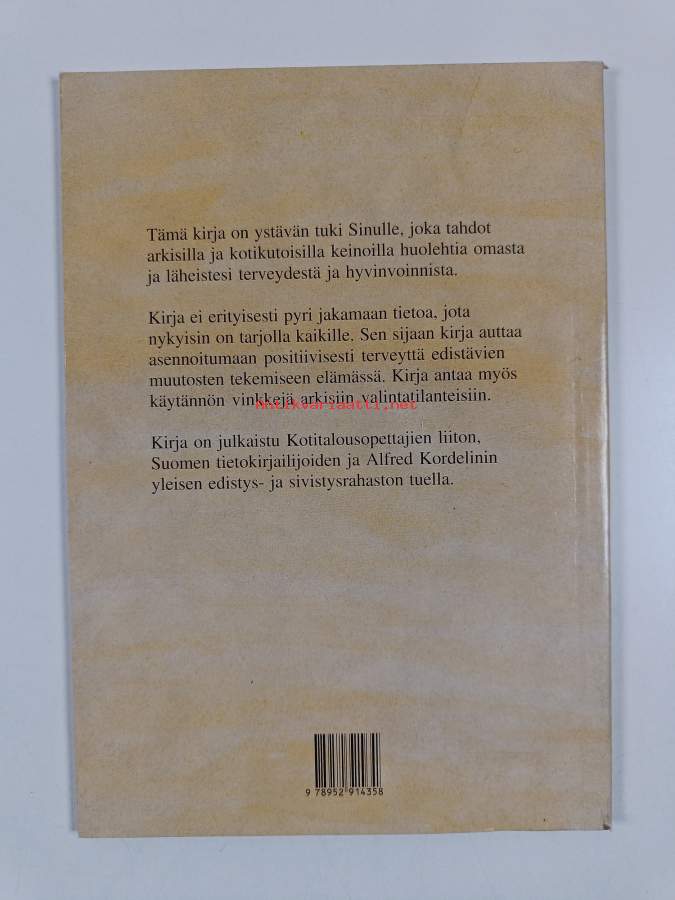 Tämä kirja on ystävän tuki Sinulle, joka tahdot
arkisilla ja kotikutoisilla keinoilla huolehtia omasta
ja läheistesi terveydestä ja hyvinvoinnista.
Kirja ei erityisesti pyri jakamaan tietoa, jota
nykyisin on tarjolla kaikille. Sen sijaan kirja auttaa
asennoitumaan positiivisesti terveyttä edistävien
muutosten tekemiseen elämässä. Kirja antaa myös
käytännön vinkkejä arkisiin valintatilanteisiin.
Antikvariaatti.net
Kirja on julkaistu Kotitalousopettajien liiton,
Suomen tietokirjailijoiden ja Alfred Kordelinin
yleisen edistys- ja sivistysrahaston tuella.
9 789529 914358